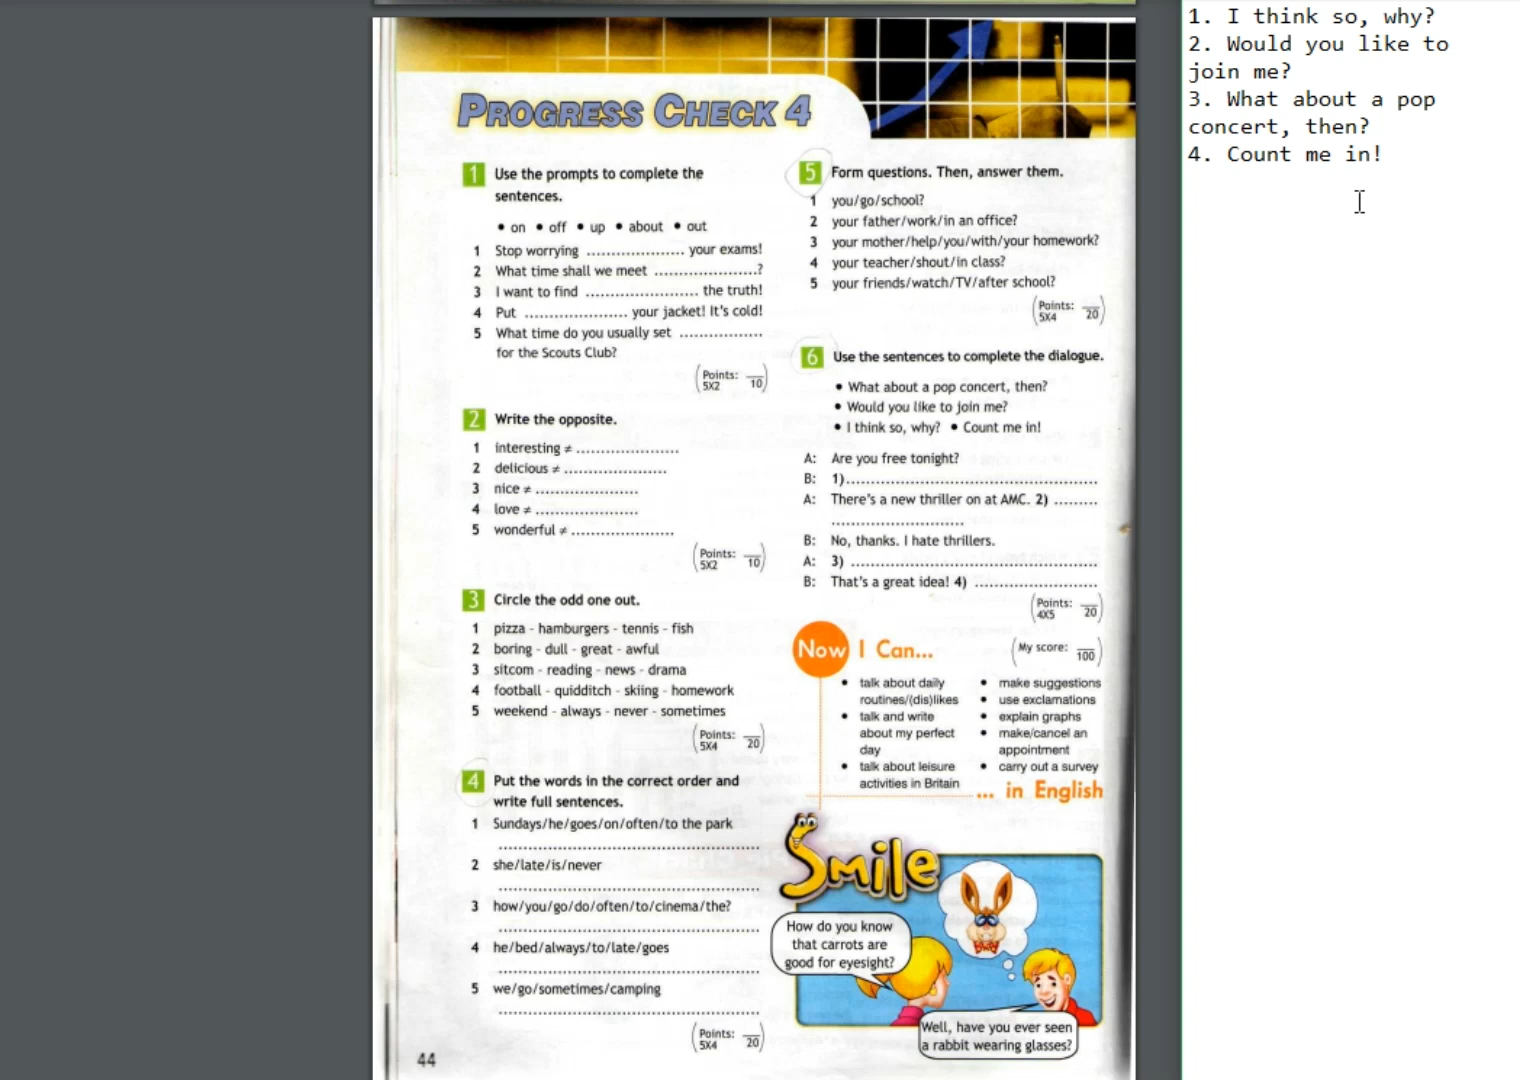 PROGRESS CHECK 4
1 Use the prompts to complete the
sentences.
• on • off • up • about • out
1 Stop worrying ..................... your exams!
2 What time shall we meet ......................?
3 I want to find ........................ the truth!
4 Put ...................... your jacket! It's cold!
5 What time do you usually set ..................
for the Scouts Club?
(Points: 5X2 __ 10)
2 Write the opposite.
1 interesting ≠ ......................
2 delicious ≠ ......................
3 nice ≠ ......................
4 love ≠ ......................
5 wonderful ≠ ......................
(Points: 5X2 __ 10)
3 Circle the odd one out.
1 pizza - hamburgers - tennis - fish
2 boring - dull - great - awful
3 sitcom - reading - news - drama
4 football - quidditch - skiing - homework
5 weekend - always - never - sometimes
(Points: 5X4 __ 20)
4 Put the words in the correct order and
write full sentences.
1 Sundays/he/goes/on/often/to the park
........................................................
2 she/late/is/never
........................................................
3 how/you/go/do/often/to/cinema/the?
........................................................
4 he/bed/always/to/late/goes
........................................................
5 we/go/sometimes/camping
........................................................
(Points: 5X4 __ 20)
44
5 Form questions. Then, answer them.
1 you/go/school?
2 your father/work/in an office?
3 your mother/help/you/with/your homework?
4 your teacher/shout/in class?
5 your friends/watch/TV/after school?
(Points: 5X4 __ 20)
6 Use the sentences to complete the dialogue.
• What about a pop concert, then?
• Would you like to join me?
• I think so, why? • Count me in!
A: Are you free tonight?
B: 1)......................................................
A: There's a new thriller on at AMC. 2) .........
............................
B: No, thanks. I hate thrillers.
A: 3) .....................................................
B: That's a great idea! 4) ..........................
(Points: 4X5 __ 20)
Now I Can...
(My score: __ 100)
• talk about daily
routines/(dis)likes
• talk and write
about my perfect
day
• talk about leisure
activities in Britain
• make suggestions
• use exclamations
• explain graphs
• make/cancel an
appointment
• carry out a survey
... in English
Smile
How do you know
that carrots are
good for eyesight?
Well, have you ever seen
a rabbit wearing glasses?
1. I think so, why?
2. Would you like to
join me?
3. What about a pop
concert, then?
4. Count me in!